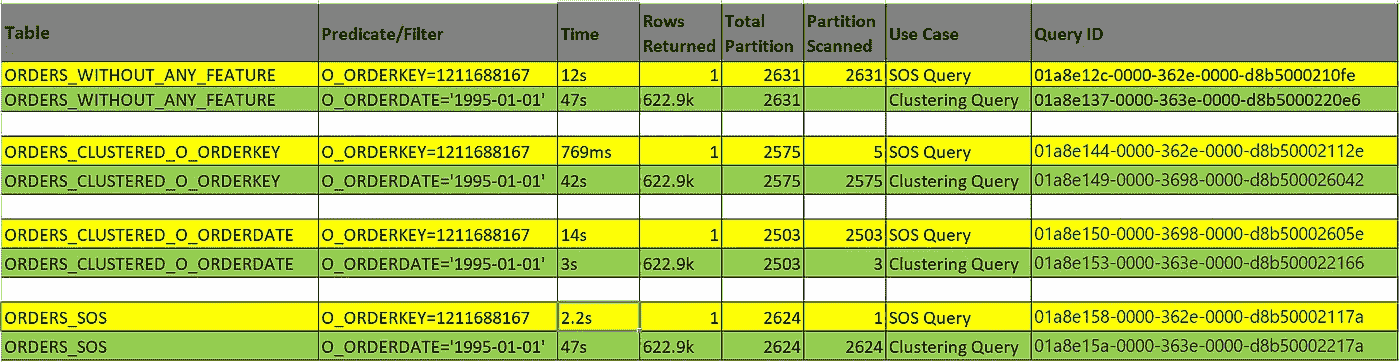 Table Predicate/Filter Time Rows Returned Total Partition Partition Scanned Use Case Query ID
ORDERS_WITHOUT_ANY_FEATURE O_ORDERKEY=1211688167 12s 1 2631 2631 SOS Query 01a8e12c-0000-362e-0000-d8b5000210fe
ORDERS_WITHOUT_ANY_FEATURE O_ORDERDATE='1995-01-01' 47s 622.9k 2631 Clustering Query 01a8e137-0000-363e-0000-d8b5000220e6
ORDERS_CLUSTERED_O_ORDERKEY O_ORDERKEY=1211688167 769ms 1 2575 5 SOS Query 01a8e144-0000-362e-0000-d8b50002112e
ORDERS_CLUSTERED_O_ORDERKEY O_ORDERDATE='1995-01-01' 42s 622.9k 2575 2575 Clustering Query 01a8e149-0000-3698-0000-d8b500026042
ORDERS_CLUSTERED_O_ORDERDATE O_ORDERKEY=1211688167 14s 1 2503 2503 SOS Query 01a8e150-0000-3698-0000-d8b50002605e
ORDERS_CLUSTERED_O_ORDERDATE O_ORDERDATE='1995-01-01' 3s 622.9k 2503 3 Clustering Query 01a8e153-0000-363e-0000-d8b500022166
ORDERS_SOS O_ORDERKEY=1211688167 2.2s 1 2624 1 SOS Query 01a8e158-0000-362e-0000-d8b50002117a
ORDERS_SOS O_ORDERDATE='1995-01-01' 47s 622.9k 2624 2624 Clustering Query 01a8e15a-0000-362e-0000-d8b50002217a